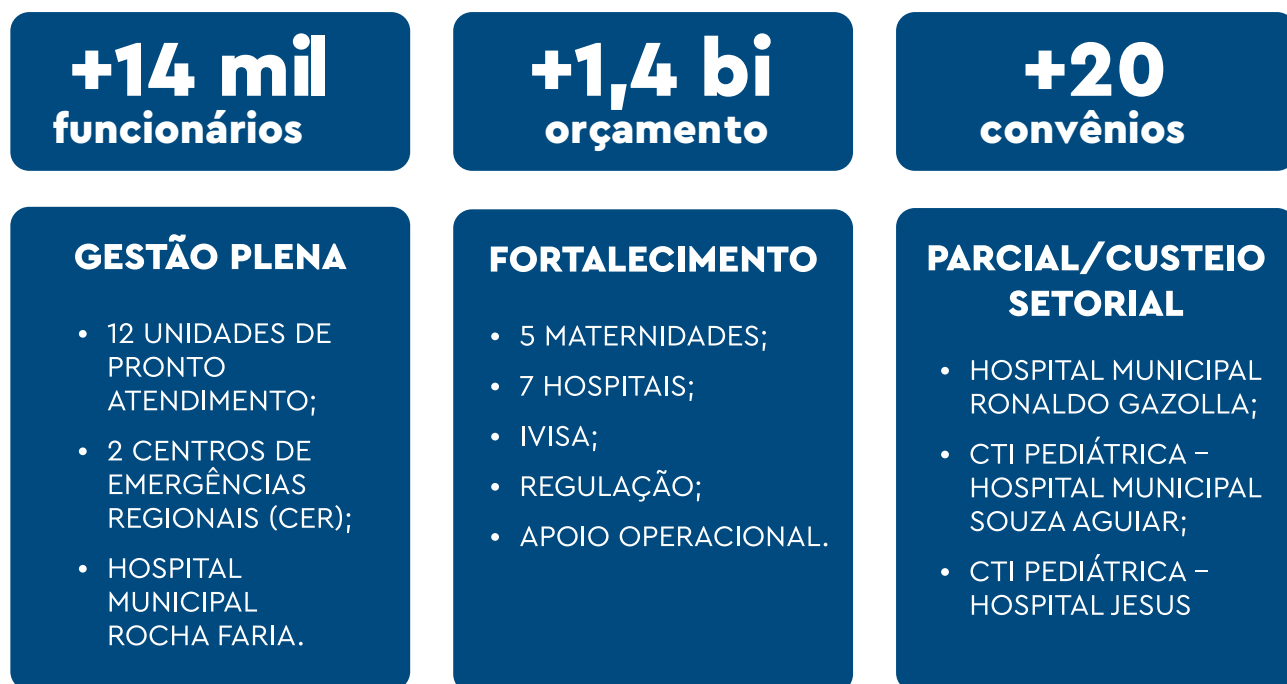 +14 mil
funcionários
+1,4 bi
orçamento
+20
convênios
GESTÃO PLENA
• 12 UNIDADES DE
PRONTO
ATENDIMENTO;
• 2 CENTROS DE
EMERGÊNCIAS
REGIONAIS (CER);
• HOSPITAL
MUNICIPAL
ROCHA FARIA.
FORTALECIMENTO
• 5 MATERNIDADES;
• 7 HOSPITAIS;
• IVISA;
• REGULAÇÃO;
• APOIO OPERACIONAL.
PARCIAL/CUSTEIO
SETORIAL
• HOSPITAL MUNICIPAL
RONALDO GAZOLLA;
• CTI PEDIÁTRICA –
HOSPITAL MUNICIPAL
SOUZA AGUIAR;
• CTI PEDIÁTRICA –
HOSPITAL JESUS